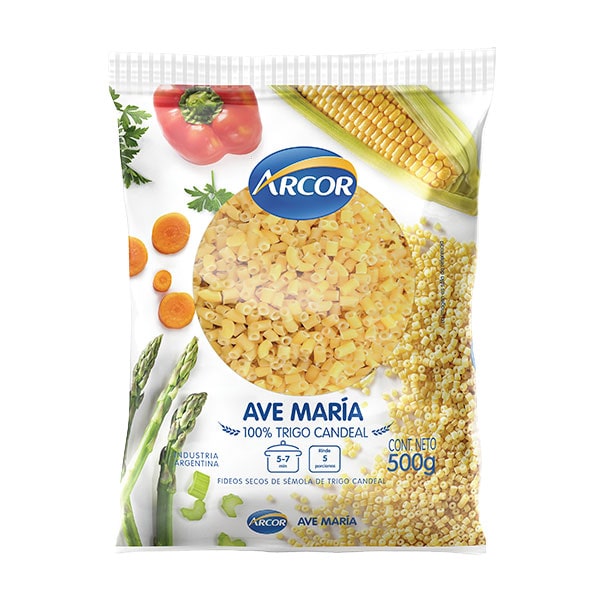 ARCOR
AVE MARÍA
100% TRIGO CANDEAL
5-7
min
Rinde
5
porciones
CONT. NETO
500g
INDUSTRIA
ARGENTINA
FIDEOS SECOS DE SÉMOLA DE TRIGO CANDEAL
ARCOR AVE MARÍA